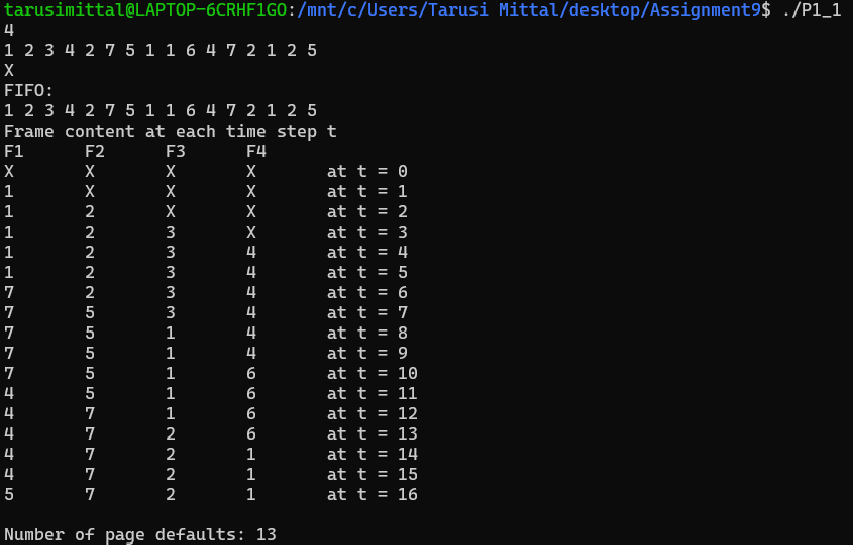 tarusimittal@LAPTOP-6CRHF1GO:/mnt/c/Users/Tarusi Mittal/desktop/Assignment9$ ./P1_1
4
1 2 3 4 2 7 5 1 1 6 4 7 2 1 2 5
X
FIFO:
1 2 3 4 2 7 5 1 1 6 4 7 2 1 2 5
Frame content at each time step t
F1 F2 F3 F4
X X X X at t = 0
1 X X X at t = 1
1 2 X X at t = 2
1 2 3 X at t = 3
1 2 3 4 at t = 4
1 2 3 4 at t = 5
7 2 3 4 at t = 6
7 5 3 4 at t = 7
7 5 1 4 at t = 8
7 5 1 4 at t = 9
7 5 1 6 at t = 10
4 5 1 6 at t = 11
4 7 1 6 at t = 12
4 7 2 6 at t = 13
4 7 2 1 at t = 14
4 7 2 1 at t = 15
5 7 2 1 at t = 16
Number of page defaults: 13